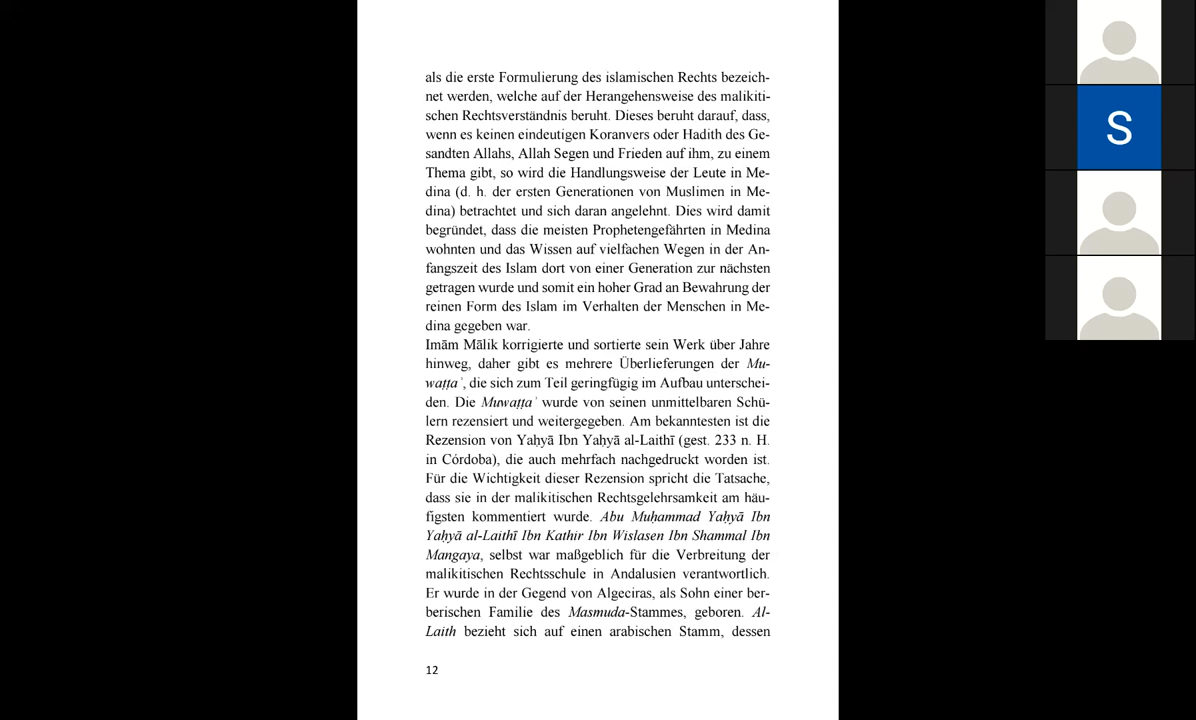 als die erste Formulierung des islamischen Rechts bezeich-
net werden, welche auf der Herangehensweise des malikiti-
schen Rechtsverständnis beruht. Dieses beruht darauf, dass,
wenn es keinen eindeutigen Koranvers oder Hadith des Ge-
sandten Allahs, Allah Segen und Frieden auf ihm, zu einem
Thema gibt, so wird die Handlungsweise der Leute in Me-
dina (d. h. der ersten Generationen von Muslimen in Me-
dina) betrachtet und sich daran angelehnt. Dies wird damit
begründet, dass die meisten Prophetengefährten in Medina
wohnten und das Wissen auf vielfachen Wegen in der An-
fangszeit des Islam dort von einer Generation zur nächsten
getragen wurde und somit ein hoher Grad an Bewahrung der
reinen Form des Islam im Verhalten der Menschen in Me-
dina gegeben war.
Imām Mālik korrigierte und sortierte sein Werk über Jahre
hinweg, daher gibt es mehrere Überlieferungen der Mu-
waṭṭaʾ, die sich zum Teil geringfügig im Aufbau unterschei-
den. Die Muwaṭṭaʾ wurde von seinen unmittelbaren Schü-
lern rezensiert und weitergegeben. Am bekanntesten ist die
Rezension von Yaḥyā Ibn Yaḥyā al-Laithī (gest. 233 n. H.
in Córdoba), die auch mehrfach nachgedruckt worden ist.
Für die Wichtigkeit dieser Rezension spricht die Tatsache,
dass sie in der malikitischen Rechtsgelehrsamkeit am häu-
figsten kommentiert wurde. Abu Muḥammad Yaḥyā Ibn
Yaḥyā al-Laithī Ibn Kathir Ibn Wislasen Ibn Shammal Ibn
Mangaya, selbst war maßgeblich für die Verbreitung der
malikitischen Rechtsschule in Andalusien verantwortlich.
Er wurde in der Gegend von Algeciras, als Sohn einer ber-
berischen Familie des Masmuda-Stammes, geboren. Al-
Laith bezieht sich auf einen arabischen Stamm, dessen
12
S